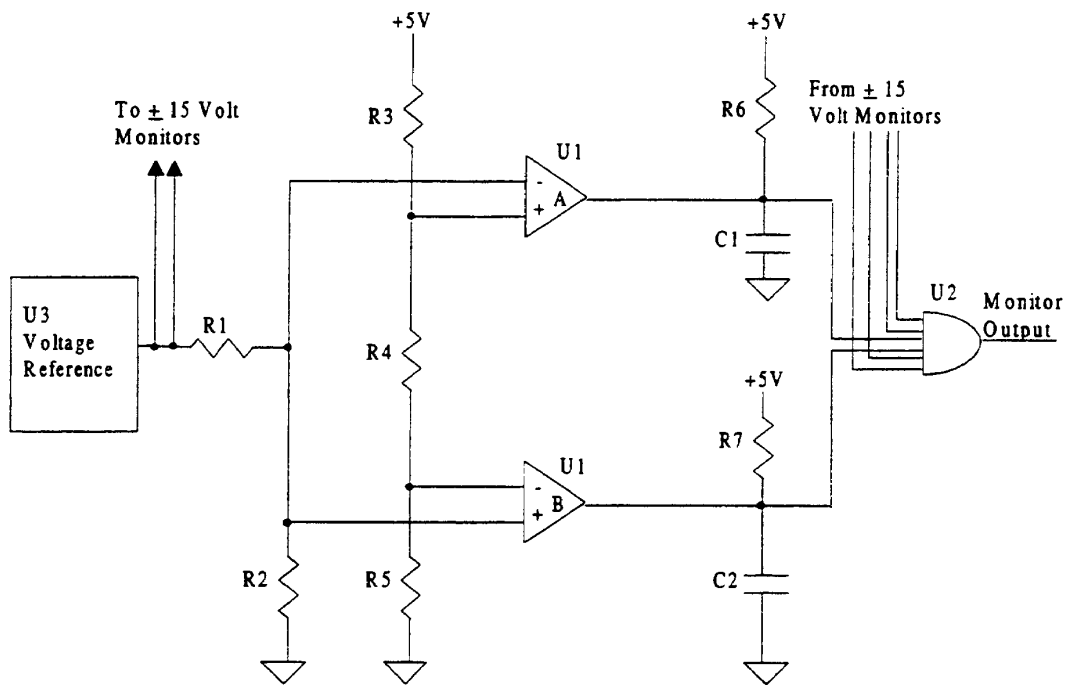 +5V
+5V
To ± 15 Volt
Monitors
R3
R6
From ± 15
Volt Monitors
U1
-
A
+
C1
U3
Voltage
Reference
R1
R4
U2
Monitor
Output
+5V
R7
U1
-
B
+
R2
R5
C2